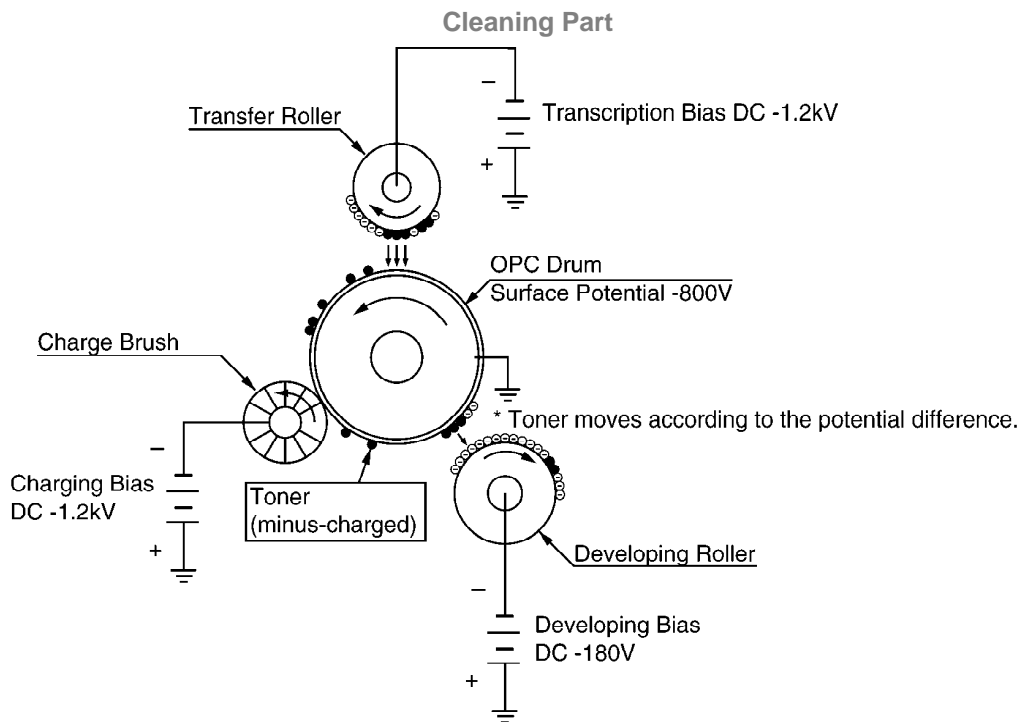 Cleaning Part
−
Transfer Roller
Transcription Bias DC -1.2kV
+
OPC Drum
Surface Potential -800V
Charge Brush
* Toner moves according to the potential difference.
−
Charging Bias
DC -1.2kV
+
Toner
(minus-charged)
Developing Roller
−
Developing Bias
DC -180V
+